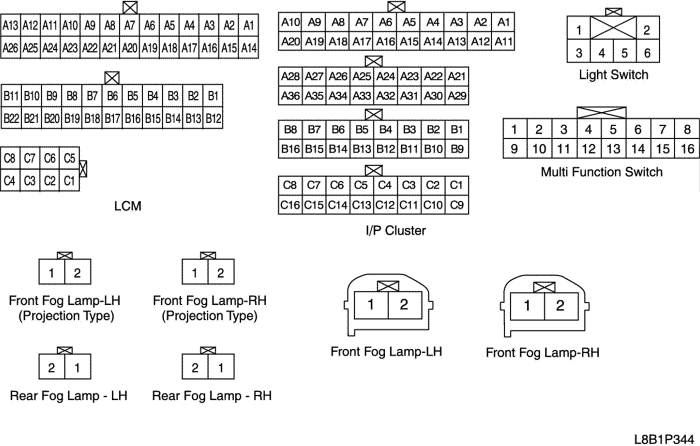 A13 A12 A11 A10 A9 A8 A7 A6 A5 A4 A3 A2 A1
A26 A25 A24 A23 A22 A21 A20 A19 A18 A17 A16 A15 A14
B11 B10 B9 B8 B7 B6 B5 B4 B3 B2 B1
B22 B21 B20 B19 B18 B17 B16 B15 B14 B13 B12
C8 C7 C6 C5
C4 C3 C2 C1
LCM
A10 A9 A8 A7 A6 A5 A4 A3 A2 A1
A20 A19 A18 A17 A16 A15 A14 A13 A12 A11
A28 A27 A26 A25 A24 A23 A22 A21
A36 A35 A34 A33 A32 A31 A30 A29
B8 B7 B6 B5 B4 B3 B2 B1
B16 B15 B14 B13 B12 B11 B10 B9
C8 C7 C6 C5 C4 C3 C2 C1
C16 C15 C14 C13 C12 C11 C10 C9
I/P Cluster
1 2
3 4 5 6
Light Switch
1 2 3 4 5 6 7 8
9 10 11 12 13 14 15 16
Multi Function Switch
1 2
Front Fog Lamp-LH
(Projection Type)
1 2
Front Fog Lamp-RH
(Projection Type)
1 2
Front Fog Lamp-LH
1 2
Front Fog Lamp-RH
2 1
Rear Fog Lamp - LH
2 1
Rear Fog Lamp - RH
L8B1P344